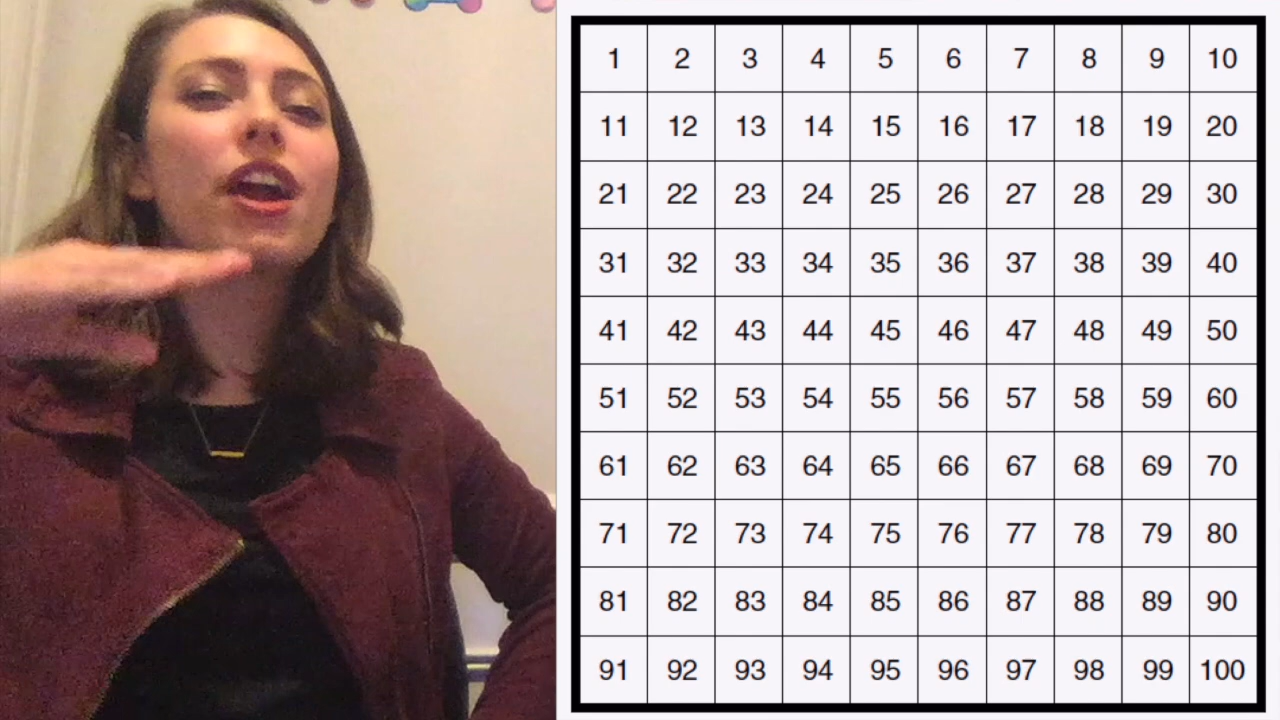 1 2 3 4 5 6 7 8 9 10
11 12 13 14 15 16 17 18 19 20
21 22 23 24 25 26 27 28 29 30
31 32 33 34 35 36 37 38 39 40
41 42 43 44 45 46 47 48 49 50
51 52 53 54 55 56 57 58 59 60
61 62 63 64 65 66 67 68 69 70
71 72 73 74 75 76 77 78 79 80
81 82 83 84 85 86 87 88 89 90
91 92 93 94 95 96 97 98 99 100